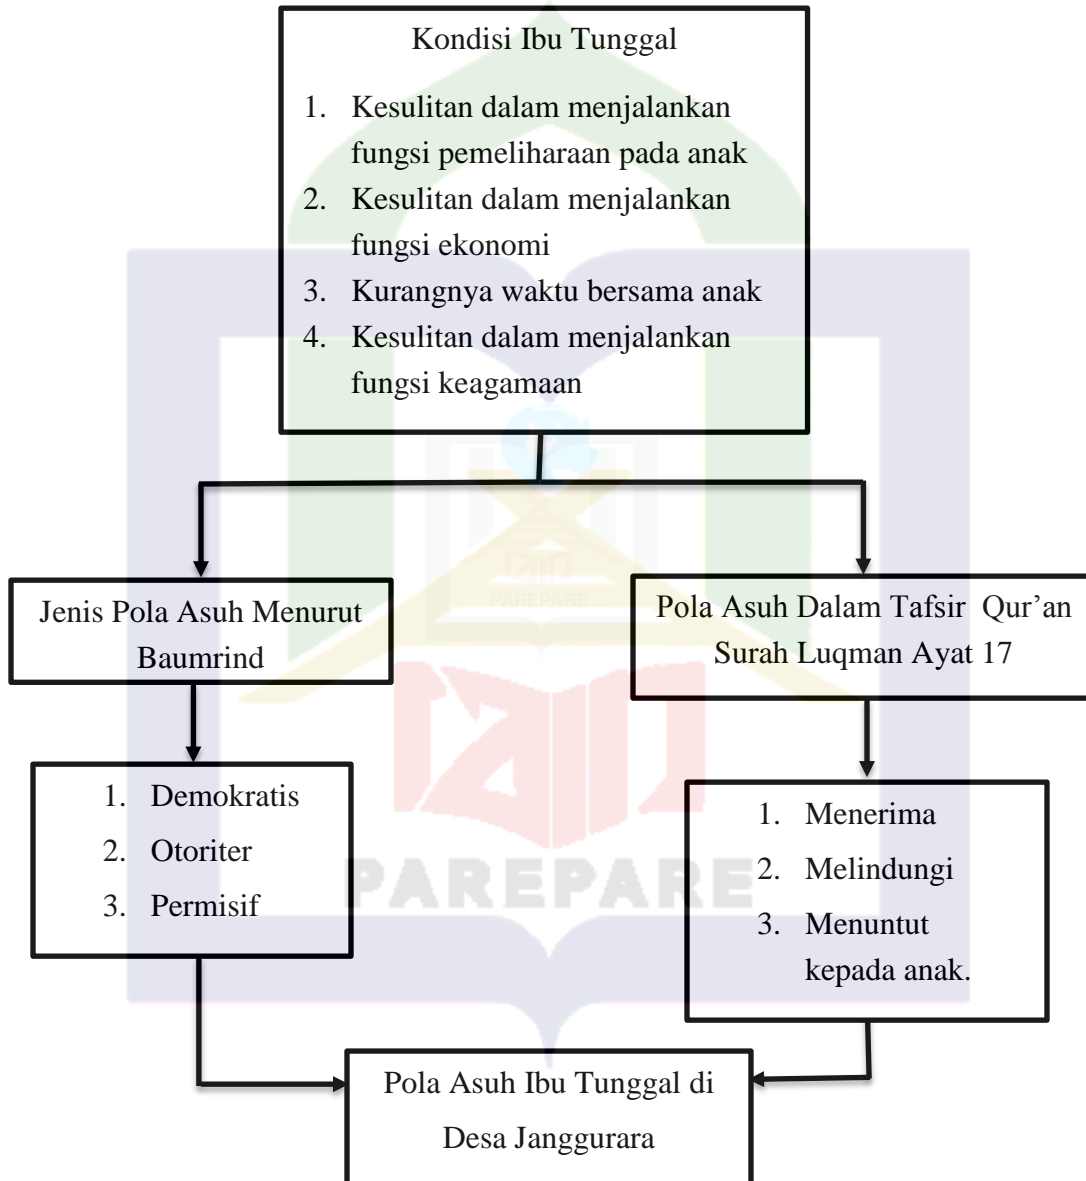 Kondisi Ibu Tunggal
1. Kesulitan dalam menjalankan
fungsi pemeliharaan pada anak
2. Kesulitan dalam menjalankan
fungsi ekonomi
3. Kurangnya waktu bersama anak
4. Kesulitan dalam menjalankan
fungsi keagamaan
Jenis Pola Asuh Menurut
Baumrind
Pola Asuh Dalam Tafsir Qur’an
Surah Luqman Ayat 17
1. Demokratis
2. Otoriter
3. Permisif
1. Menerima
2. Melindungi
3. Menuntut
kepada anak.
PAREPARE
PAREPARE
Pola Asuh Ibu Tunggal di
Desa Janggurara